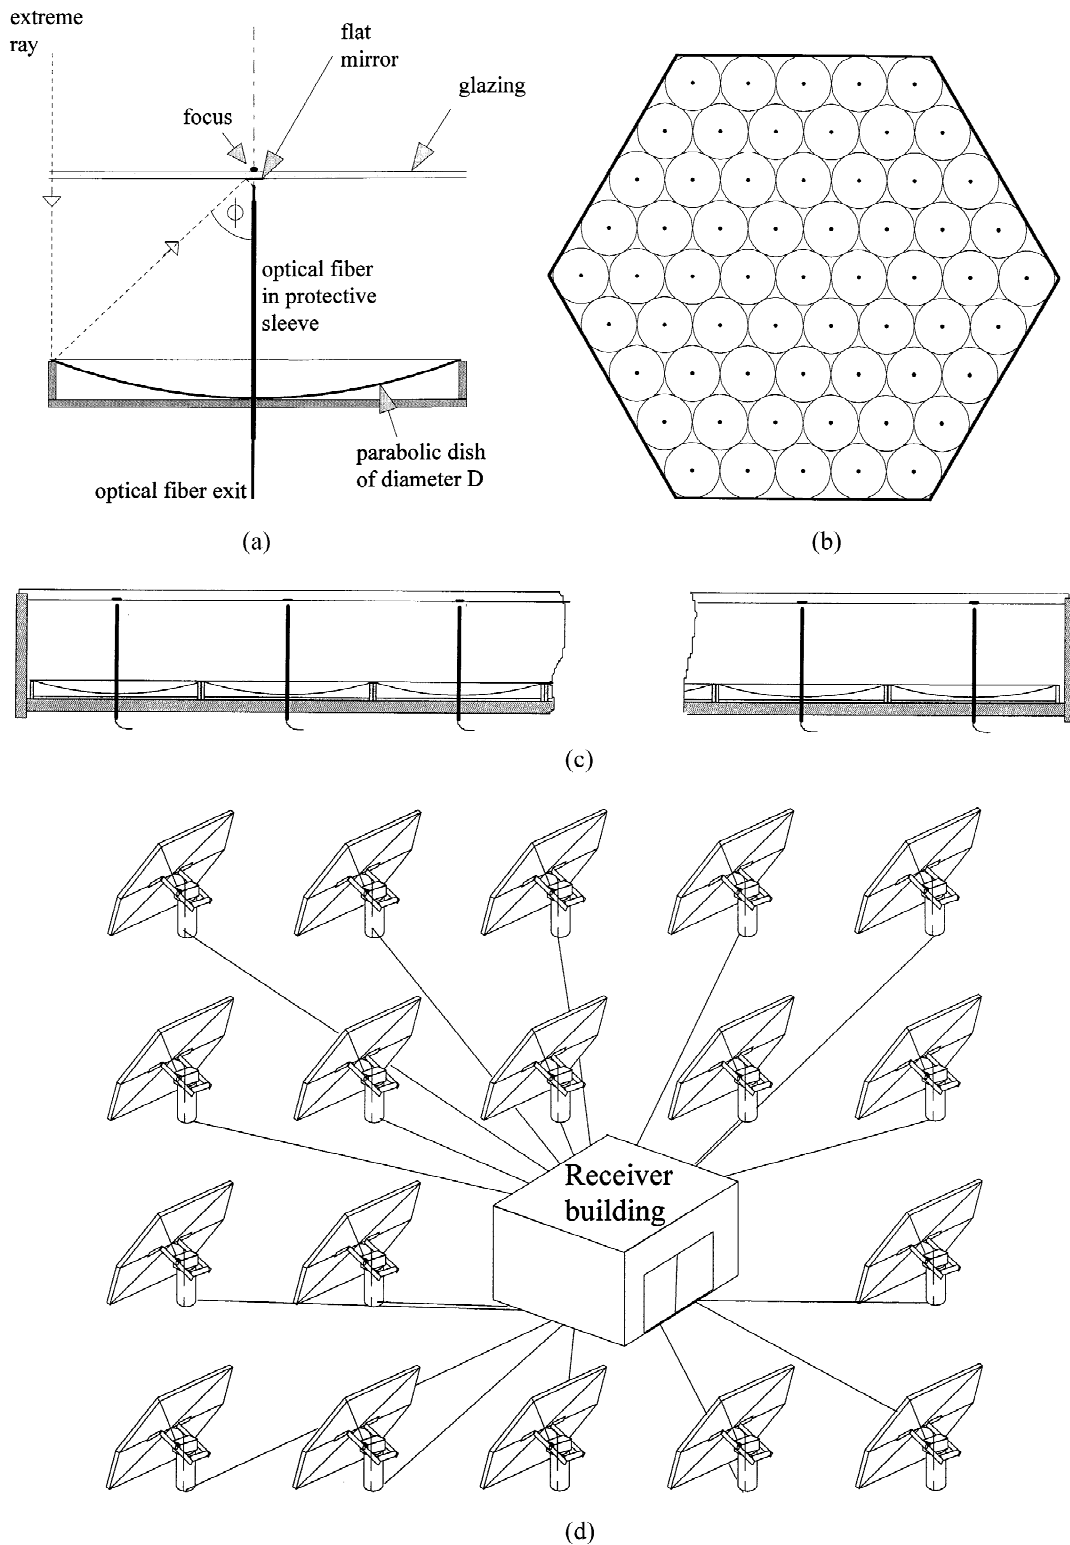 extreme
ray
flat
mirror
glazing
focus
Φ
optical fiber
in protective
sleeve
parabolic dish
of diameter D
optical fiber exit
(a)
(b)
(c)
Receiver
building
(d)